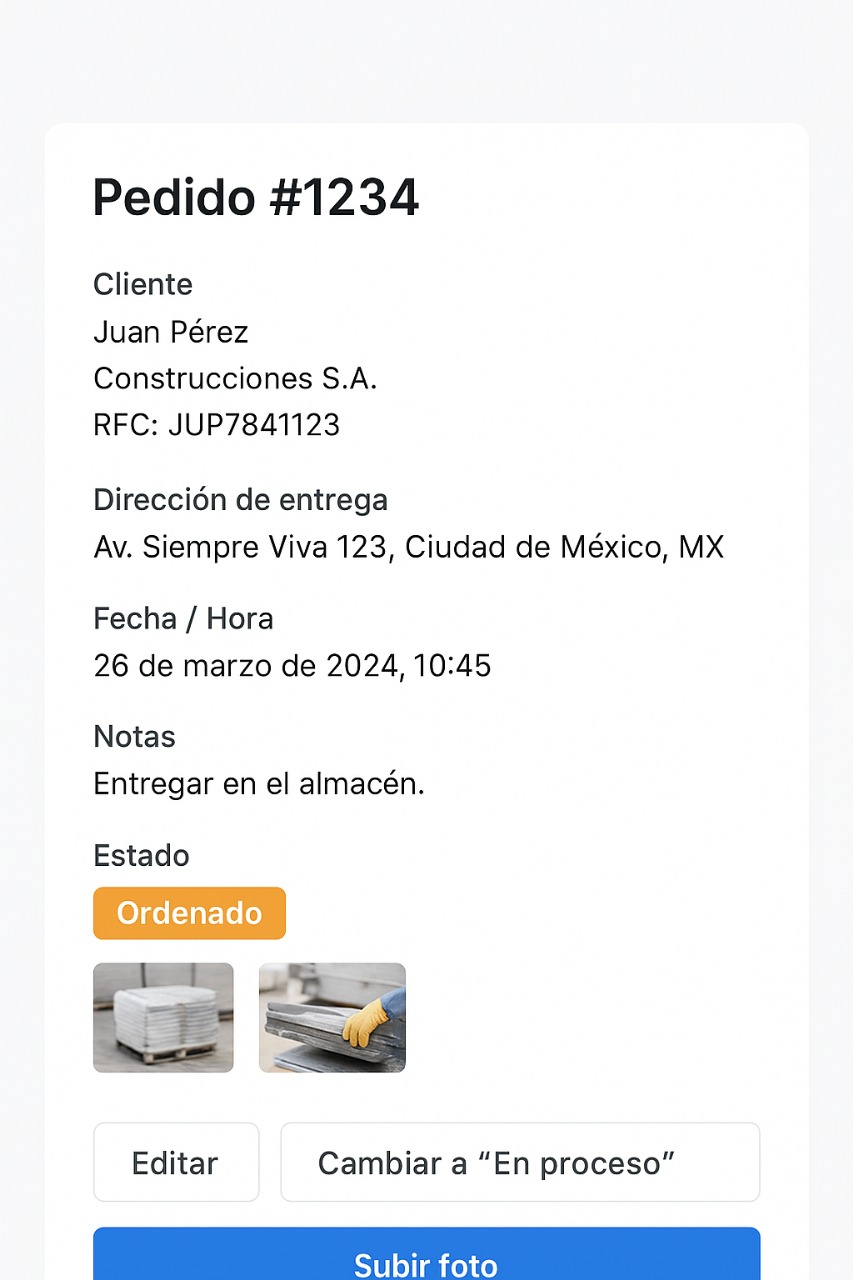 Pedido #1234
Cliente
Juan Pérez
Construcciones S.A.
RFC: JUP7841123
Dirección de entrega
Av. Siempre Viva 123, Ciudad de México, MX
Fecha / Hora
26 de marzo de 2024, 10:45
Notas
Entregar en el almacén.
Estado
Ordenado
Editar
Cambiar a “En proceso”
Subir foto